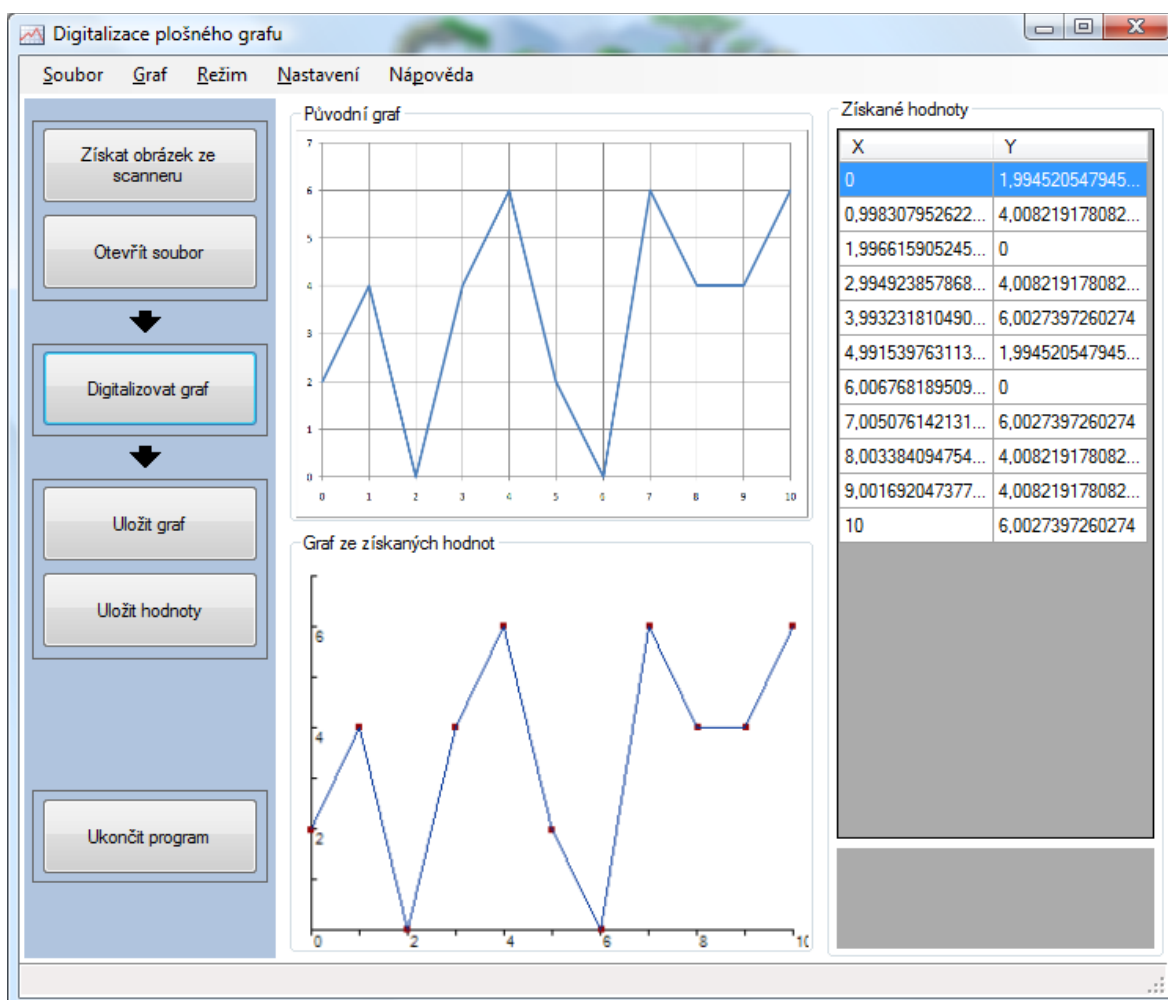 Digitalizace plošného grafu
Soubor Graf Režim Nastavení Nápověda
Získat obrázek ze
scanneru
Otevřít soubor
Digitalizovat graf
Uložit graf
Uložit hodnoty
Ukončit program
Původní graf
7
6
5
4
3
2
1
0
0 1 2 3 4 5 6 7 8 9 10
Graf ze získaných hodnot
6
4
2
0 2 4 6 8 10
Získané hodnoty
X Y
0 1,994520547945...
0,998307952622... 4,008219178082...
1,996615905245... 0
2,994923857868... 4,008219178082...
3,993231810490... 6,0027397260274
4,991539763113... 1,994520547945...
6,006768189509... 0
7,005076142131... 6,0027397260274
8,003384094754... 4,008219178082...
9,001692047377... 4,008219178082...
10 6,0027397260274